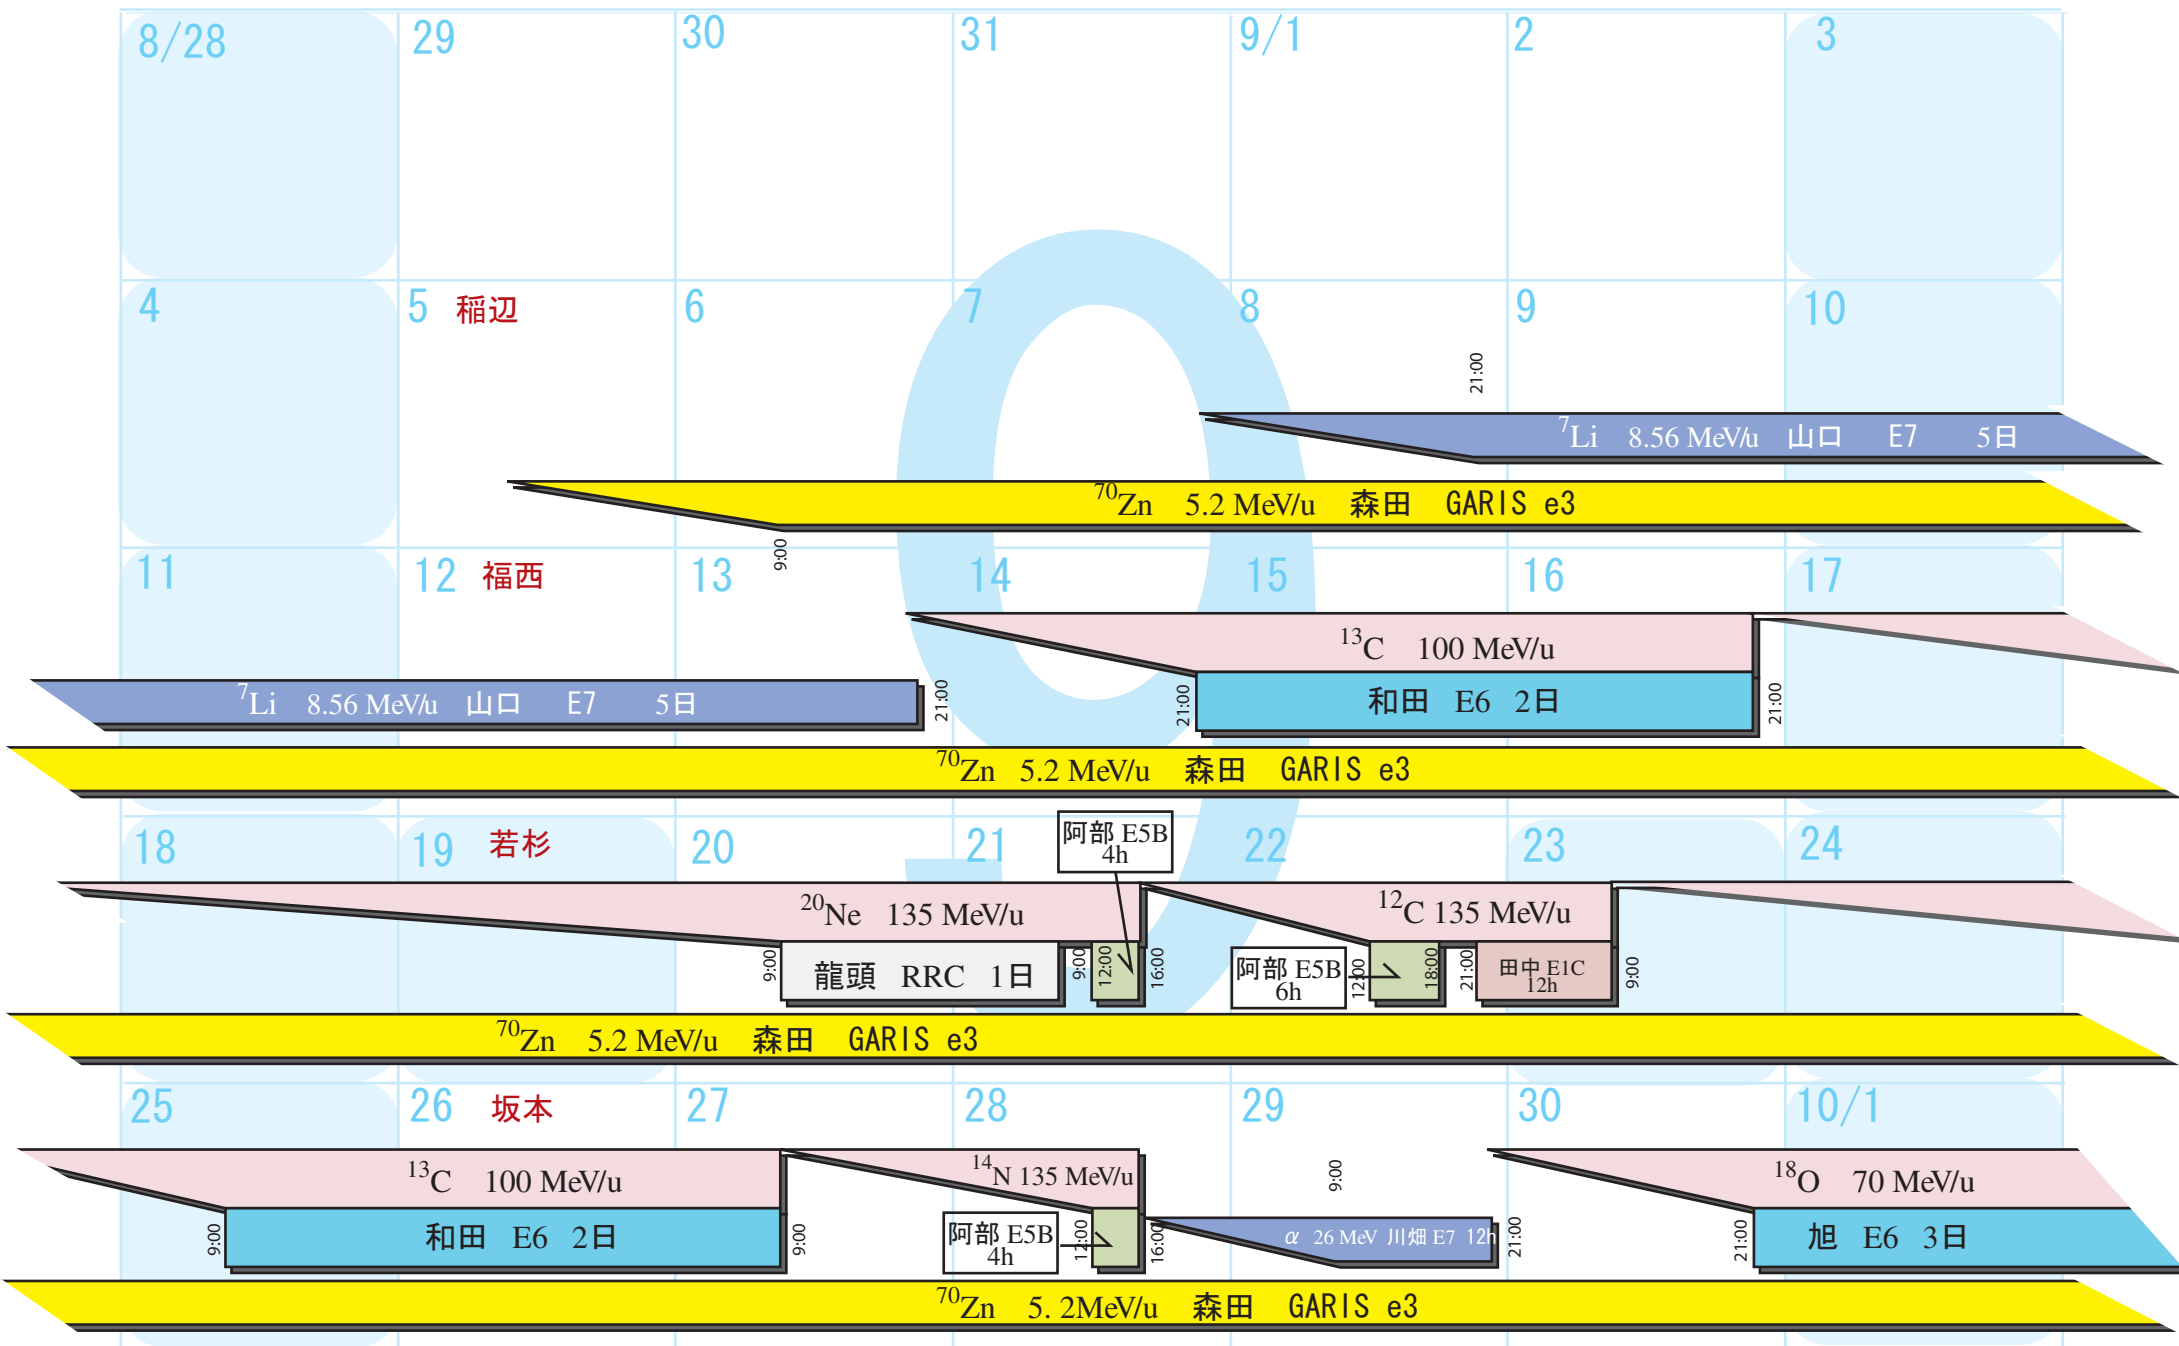 8/28 29 30 31 9/1 2 3
4 5 稲辺 6 7 8 9 10
21:00
7Li 8.56 MeV/u 山口 E7 5日
70Zn 5.2 MeV/u 森田 GARIS e3
9:00
11 12 福西 13 14 15 16 17
13C 100 MeV/u
7Li 8.56 MeV/u 山口 E7 5日 21:00
21:00 和田 E6 2日 21:00
70Zn 5.2 MeV/u 森田 GARIS e3
18 19 若杉 20 21 22 23 24
阿部 E5B
4h
20Ne 135 MeV/u
12C 135 MeV/u
9:00 龍頭 RRC 1日 9:00 12:00 16:00
阿部 E5B
6h
12:00 18:00 21:00
田中 E1C
12h
9:00
70Zn 5.2 MeV/u 森田 GARIS e3
25 26 坂本 27 28 29 30 10/1
13C 100 MeV/u
14N 135 MeV/u
9:00
18O 70 MeV/u
9:00 和田 E6 2日 9:00
阿部 E5B
4h
12:00 16:00
α 26 MeV 川畑 E7 12h 21:00
21:00 旭 E6 3日
70Zn 5.2MeV/u 森田 GARIS e3
9